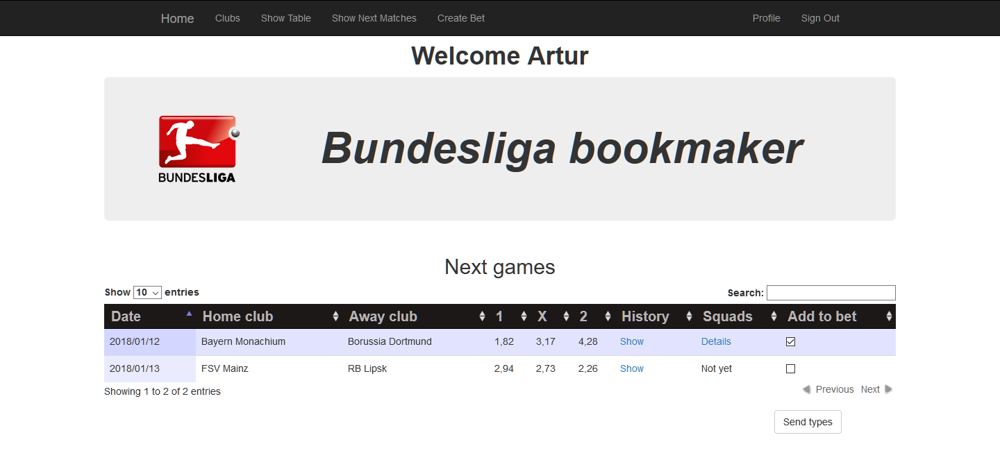 Home Clubs Show Table Show Next Matches Create Bet Profile Sign Out
Welcome Artur
BUNDESLIGA
Bundesliga bookmaker
Next games
Show 10 entries Search:
Date Home club Away club 1 X 2 History Squads Add to bet
2018/01/12 Bayern Monachium Borussia Dortmund 1,82 3,17 4,28 Show Details
2018/01/13 FSV Mainz RB Lipsk 2,94 2,73 2,26 Show Not yet
Showing 1 to 2 of 2 entries Previous Next
Send types